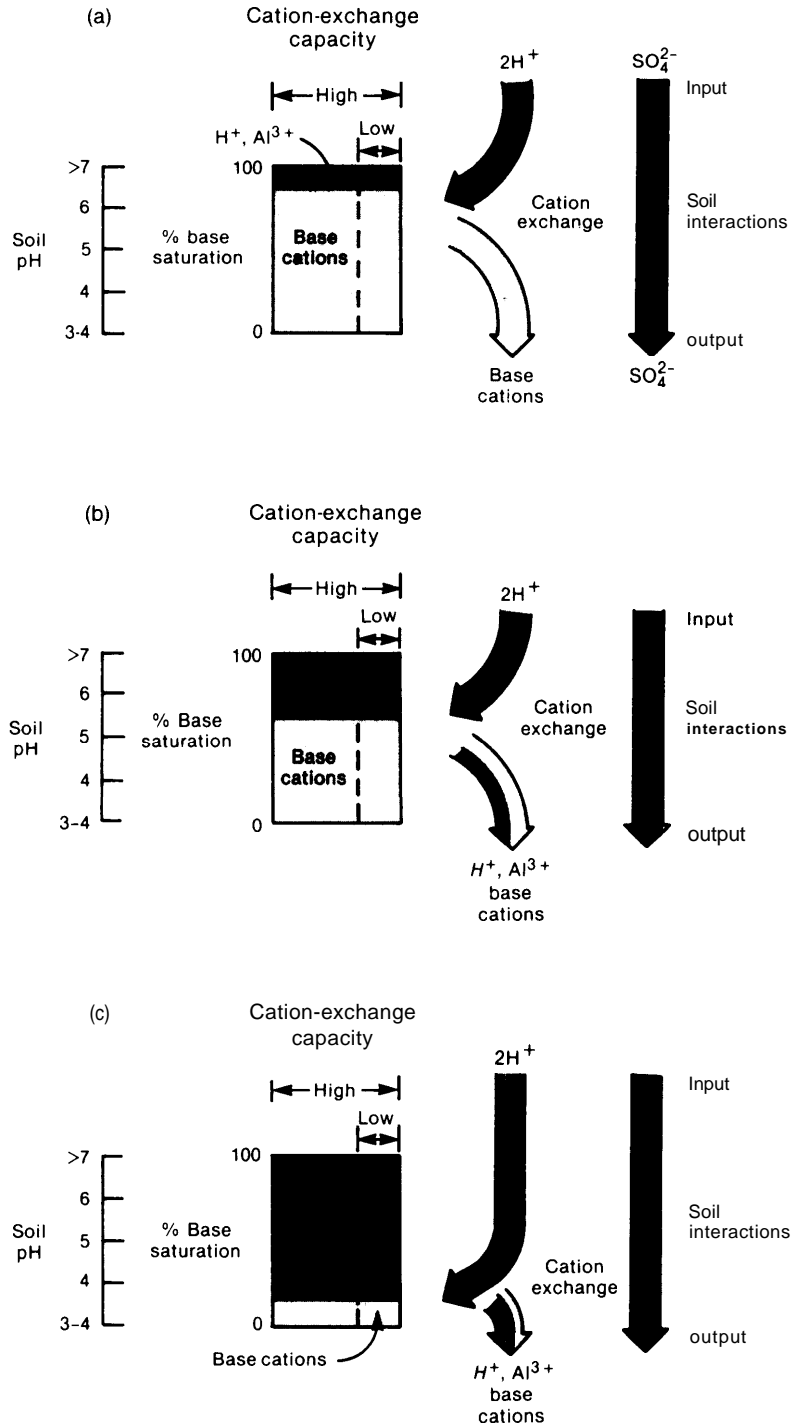 (a)
Cation-exchange
capacity
2H+
SO₄²⁻
Input
High
Low
H+, Al3+
>7
6
5
4
3-4
Soil
pH
% base
saturation
100
0
Base
cations
Cation
exchange
Soil
interactions
output
Base
cations
SO₄²⁻
(b)
Cation-exchange
capacity
High
Low
2H+
Input
>7
6
5
4
3-4
Soil
pH
% Base
saturation
100
0
Base
cations
Cation
exchange
Soil
interactions
output
H+, Al3+
base
cations
(c)
Cation-exchange
capacity
2H+
High
Low
Input
>7
6
5
4
3-4
Soil
pH
% Base
saturation
100
0
Base cations
Cation
exchange
Soil
interactions
output
H+, Al3+
base
cations